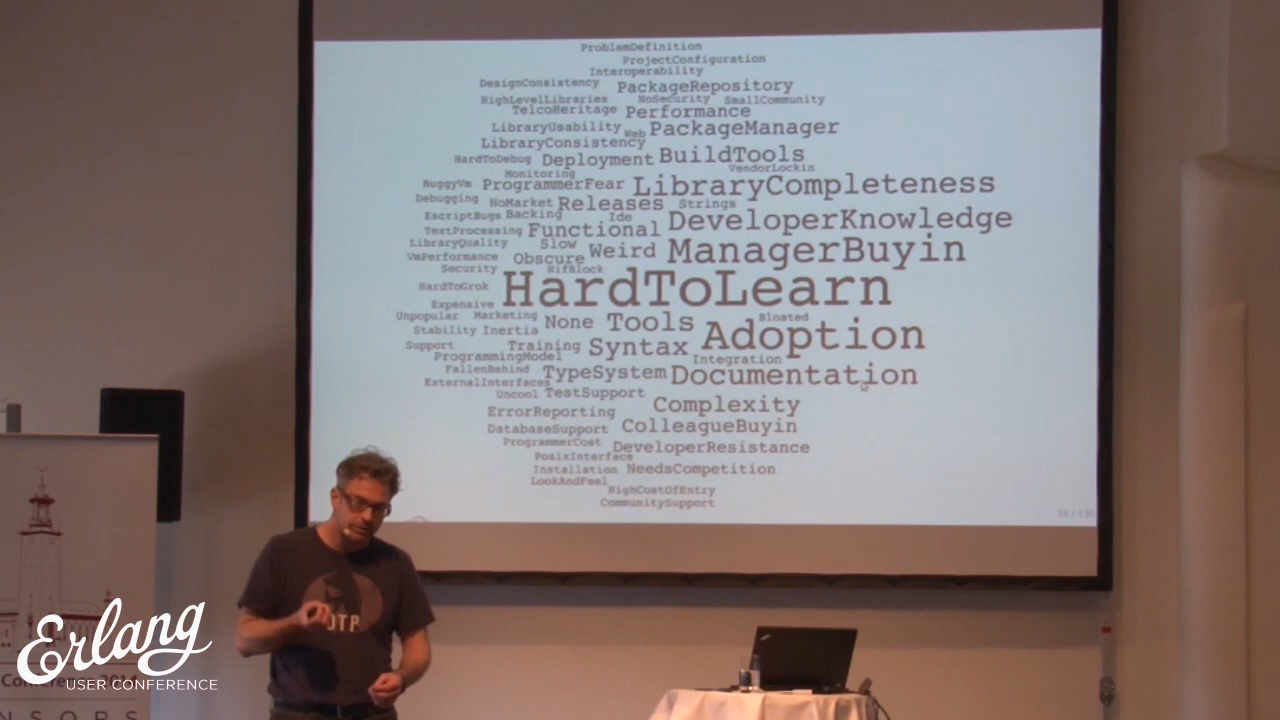 ProblemDefinition
ProjectConfiguration
Interoperability
DesignConsistency PackageRepository
HighLevelLibraries NoSecurity SmallCommunity
TelcoHeritage Performance
LibraryUsability Web PackageManager
LibraryConsistency
HardToDebug Deployment BuildTools
Monitoring VendorLockin
BuggyVm ProgrammerFear LibraryCompleteness
Debugging NoMarket Releases Strings
EscriptBugs Backing Ide DeveloperKnowledge
TextProcessing Functional
LibraryQuality Slow Weird ManagerBuyin
VmPerformance Obscure
Security NifBlock
HardToGrok HardToLearn
Expensive
Unpopular Marketing None Tools Bloated
Stability Inertia Adoption
Support Training Syntax
ProgrammingModel Integration
FallenBehind TypeSystem Documentation
ExternalInterfaces
Uncool TestSupport
ErrorReporting Complexity
DatabaseSupport ColleagueBuyin
ProgrammerCost DeveloperResistance
PosixInterface
Installation NeedsCompetition
LookAndFeel
HighCostOfEntry
CommunitySupport
24 / 130
OTP
Erlang
USER CONFERENCE
NSORS